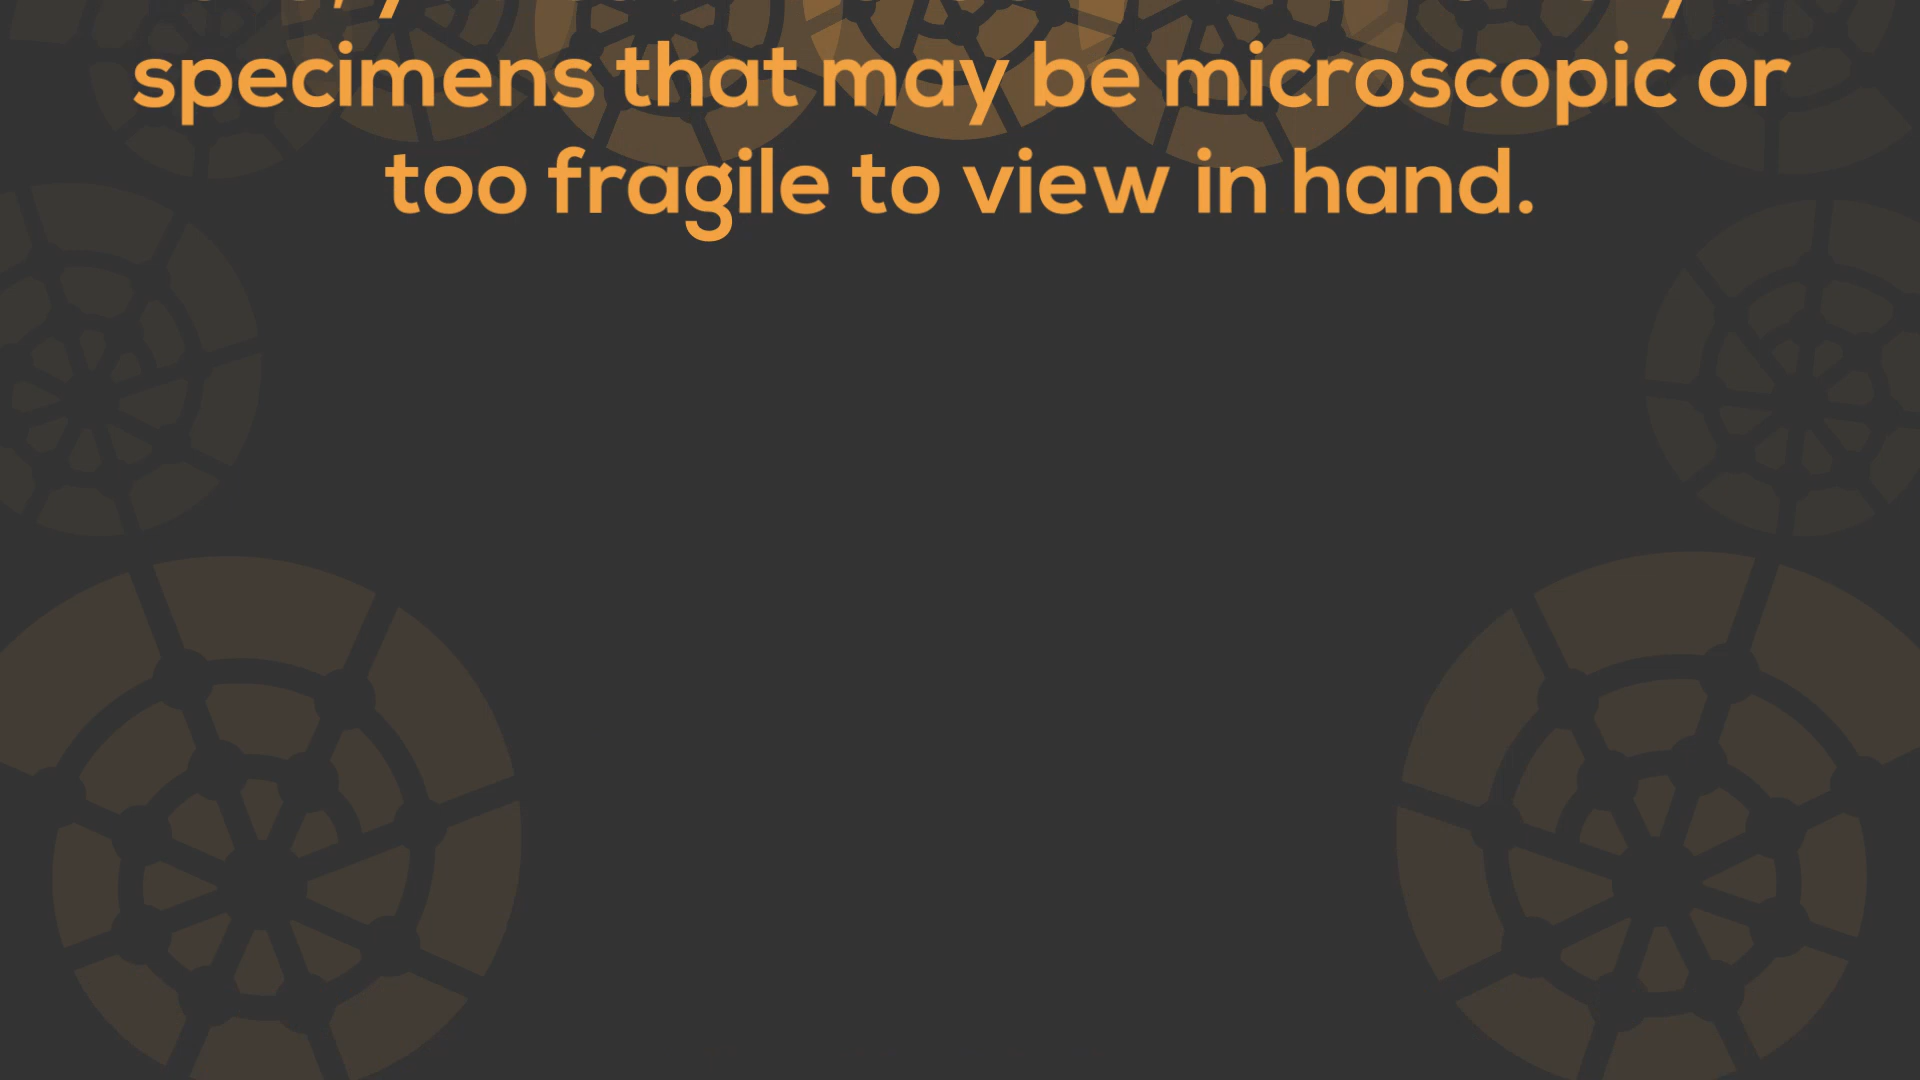 specimens that may be microscopic or
too fragile to view in hand.